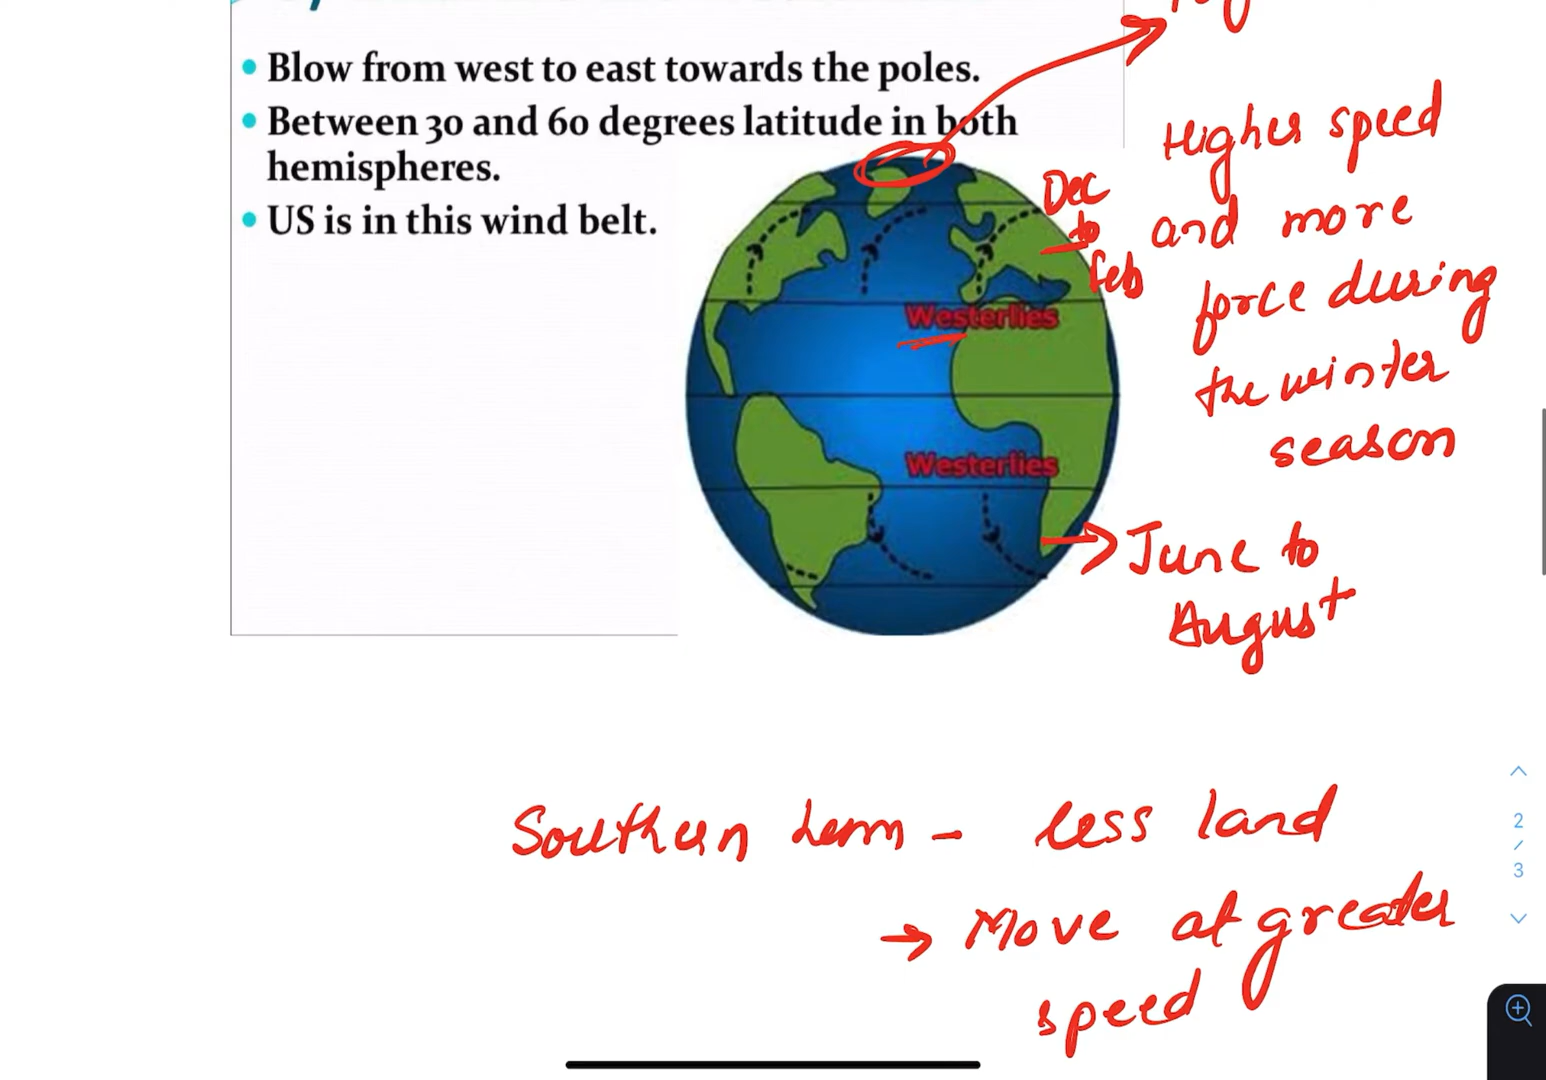 • Blow from west to east towards the poles.
• Between 30 and 60 degrees latitude in both
hemispheres.
• US is in this wind belt.
Dec
to
feb
Higher speed
and more
force during
the winter
season
Westerlies
Westerlies
June to
August
Southern hem - less land
→ Move at greater
speed
2
/
3